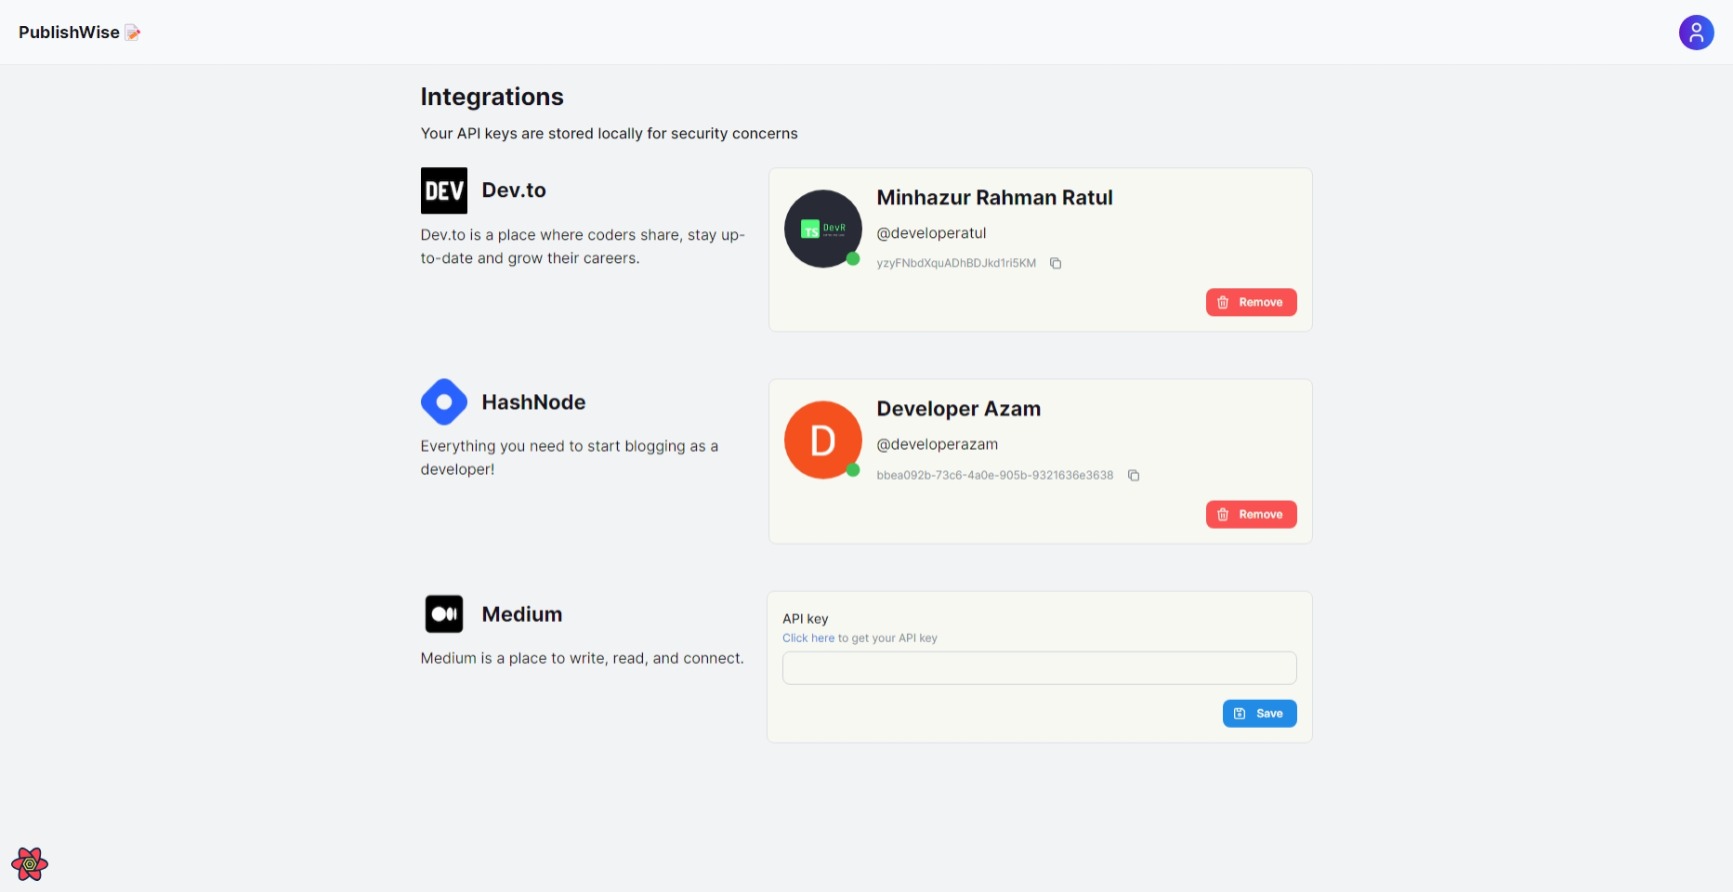 PublishWise
Integrations
Your API keys are stored locally for security concerns
DEV
Dev.to
Dev.to is a place where coders share, stay up-
to-date and grow their careers.
TS DevR
Minhazur Rahman Ratul
@developeratul
yzyFNbdXquADhBDJkd1ri5KM
Remove
HashNode
Everything you need to start blogging as a
developer!
D
Developer Azam
@developerazam
bbea092b-73c6-4a0e-905b-9321636e3638
Remove
Medium
Medium is a place to write, read, and connect.
API key
Click here to get your API key
Save